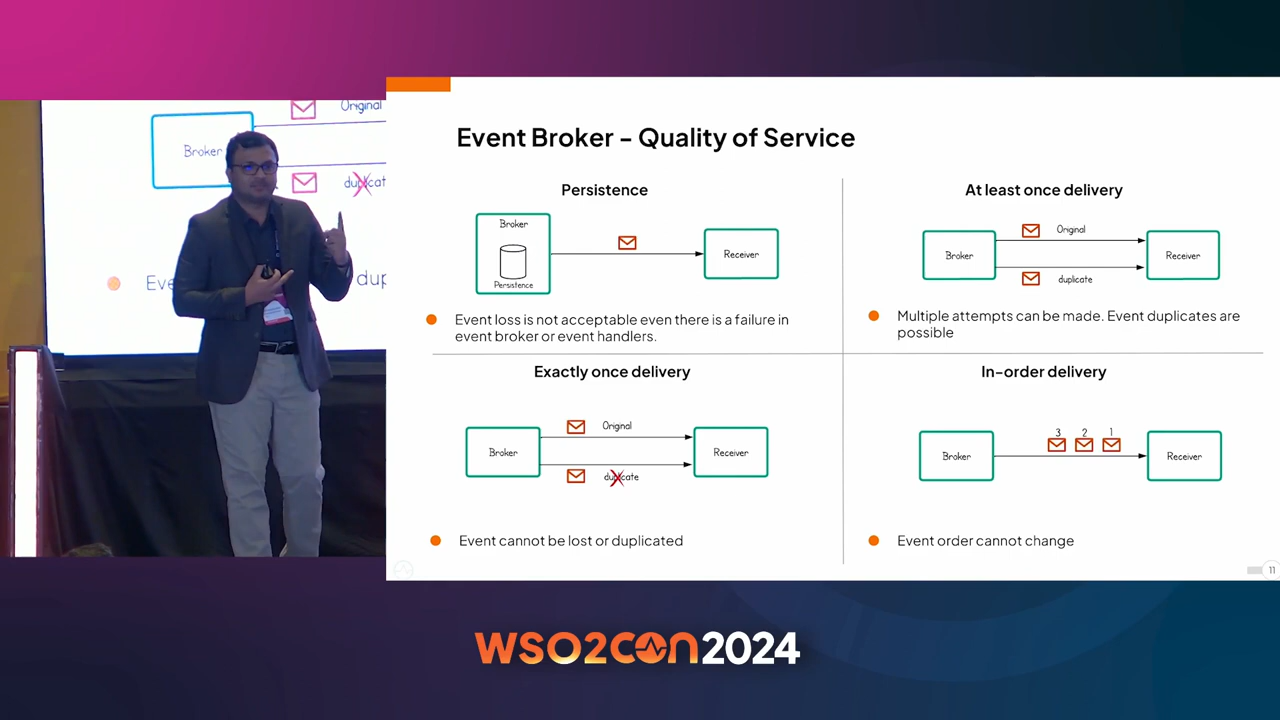 Original
Broker
duplicat
Eve
dup
Event Broker – Quality of Service
Persistence
Broker
Persistence
Receiver
Event loss is not acceptable even there is a failure in
event broker or event handlers.
At least once delivery
Broker
Original
duplicate
Receiver
Multiple attempts can be made. Event duplicates are
possible
Exactly once delivery
Broker
Original
duplicate
Receiver
Event cannot be lost or duplicated
In-order delivery
Broker
3 2 1
Receiver
Event order cannot change
11
WSO2CON2024